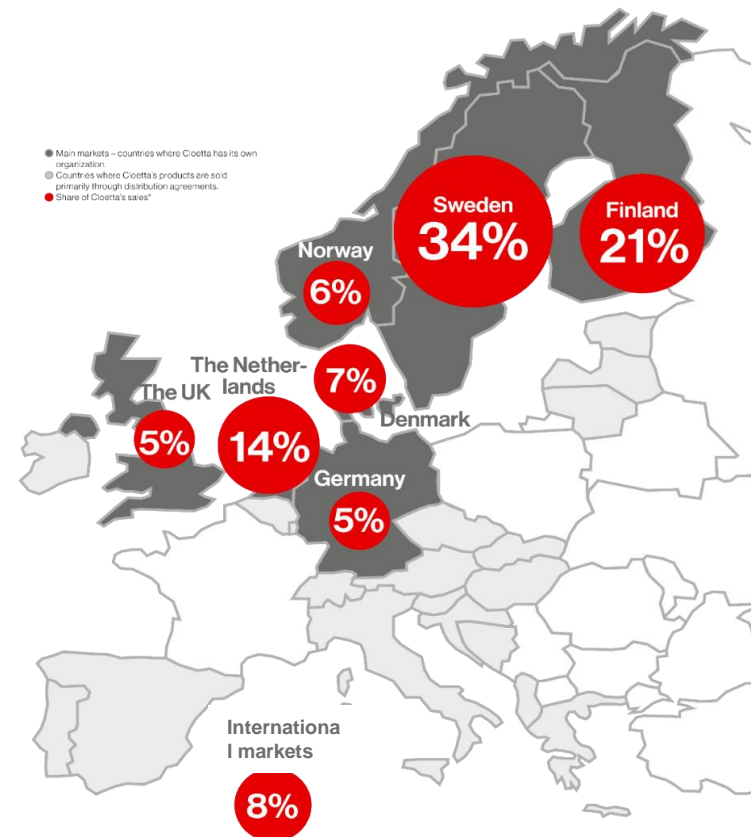 Main markets – countries where Cloetta has its own
organization.
Countries where Cloetta's products are sold
primarily through distribution agreements.
Share of Cloetta's sales*
Sweden
34%
Finland
21%
Norway
6%
The Nether-
lands
14%
7%
Denmark
The UK
5%
Germany
5%
Internationa
l markets
8%